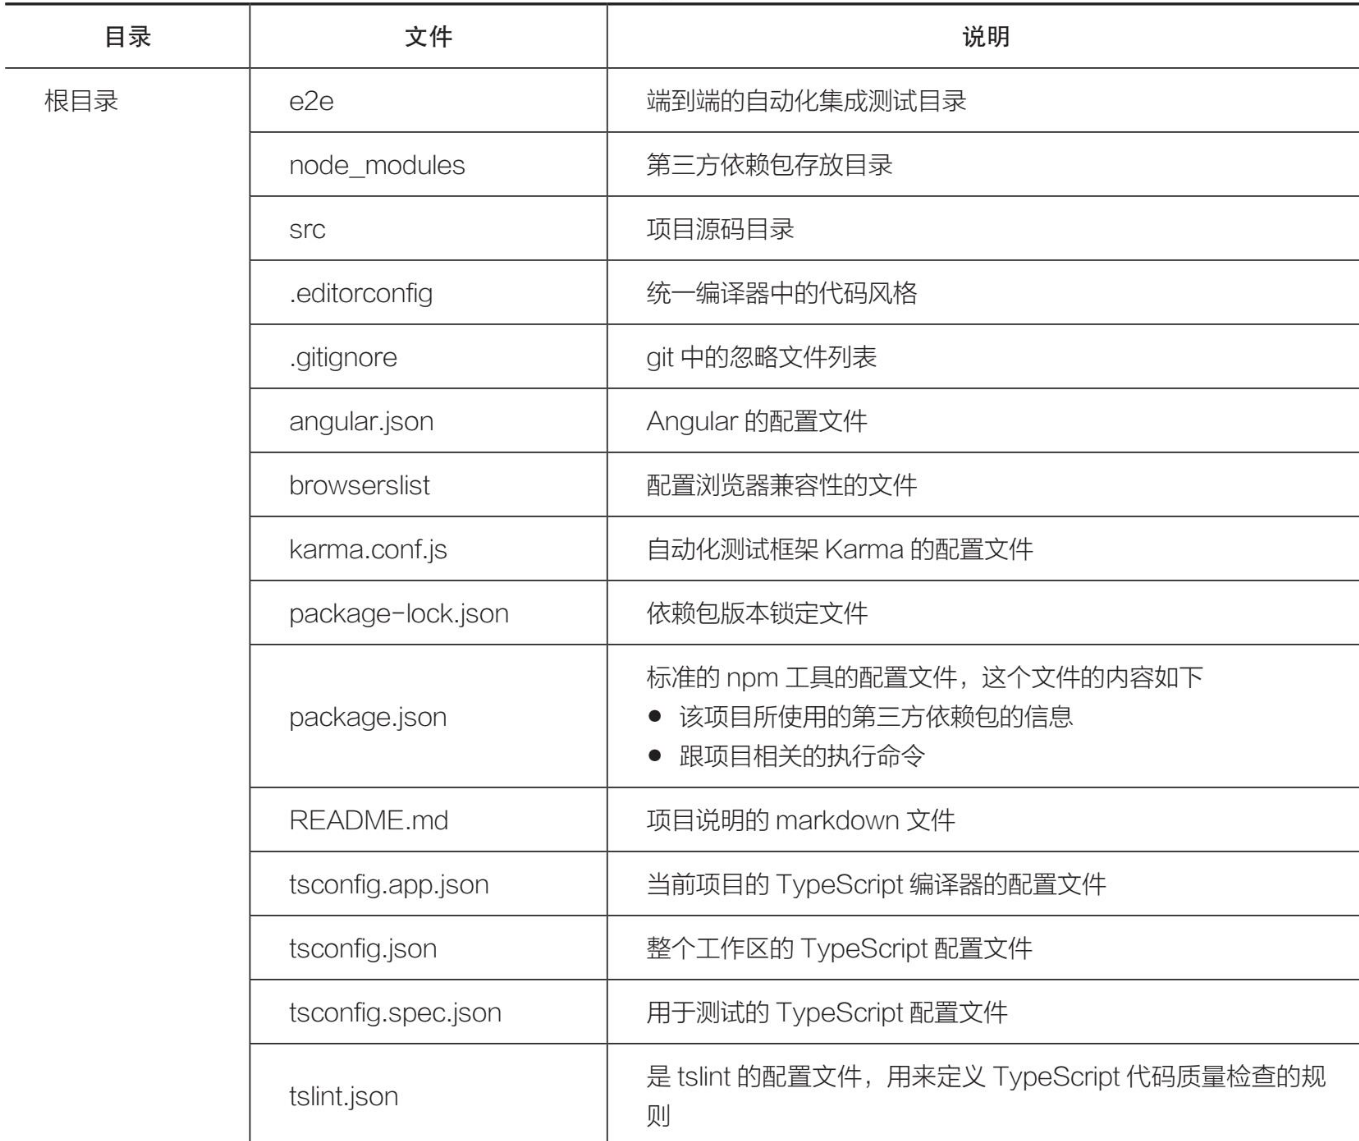 目录 文件 说明
根目录 e2e 端到端的自动化集成测试目录
node_modules 第三方依赖包存放目录
src 项目源码目录
.editorconfig 统一编译器中的代码风格
.gitignore git 中的忽略文件列表
angular.json Angular 的配置文件
browserslist 配置浏览器兼容性的文件
karma.conf.js 自动化测试框架 Karma 的配置文件
package-lock.json 依赖包版本锁定文件
标准的 npm 工具的配置文件，这个文件的内容如下
package.json ● 该项目所使用的第三方依赖包的信息
● 跟项目相关的执行命令
README.md 项目说明的 markdown 文件
tsconfig.app.json 当前项目的 TypeScript 编译器的配置文件
tsconfig.json 整个工作区的 TypeScript 配置文件
tsconfig.spec.json 用于测试的 TypeScript 配置文件
tslint.json 是 tslint 的配置文件，用来定义 TypeScript 代码质量检查的规
则